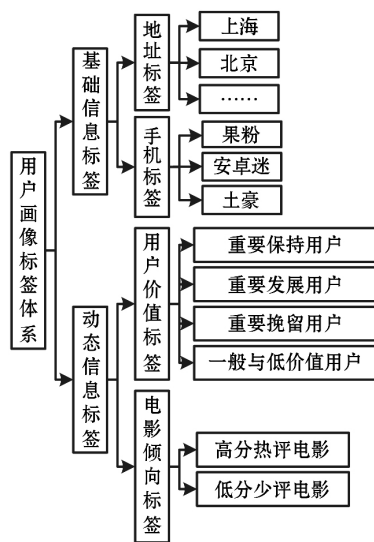 用户画像标签体系
基础信息标签
地址标签
上海
北京
……
手机标签
果粉
安卓迷
土豪
动态信息标签
用户价值标签
重要保持用户
重要发展用户
重要挽留用户
一般与低价值用户
电影倾向标签
高分热评电影
低分少评电影